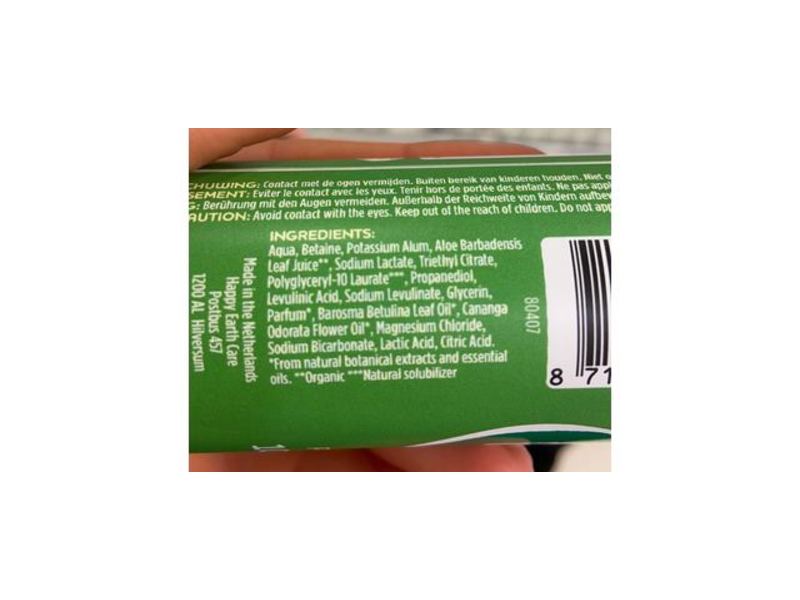 CHUWING: Contact met de ogen vermijden. Buiten bereik van kinderen houden. Niet
SEMENT: Eviter le contact avec les yeux. Tenir hors de portée des enfants. Ne pas appl
G: Berührung mit den Augen vermeiden. Außerhalb der Reichweite von Kindern aufbew
AUTION: Avoid contact with the eyes. Keep out of the reach of children. Do not app
INGREDIENTS:
Aqua, Betaine, Potassium Alum, Aloe Barbadensis
Leaf Juice**, Sodium Lactate, Triethyl Citrate,
Polyglyceryl-10 Laurate***, Propanediol,
Levulinic Acid, Sodium Levulinate, Glycerin,
Parfum*, Barosma Betulina Leaf Oil*, Cananga
Odorata Flower Oil*, Magnesium Chloride,
Sodium Bicarbonate, Lactic Acid, Citric Acid.
*From natural botanical extracts and essential
oils. **Organic ***Natural solubilizer
Made in the Netherlands
Happy Earth Care
Postbus 457
1200 AL Hilversum
80407
8 71